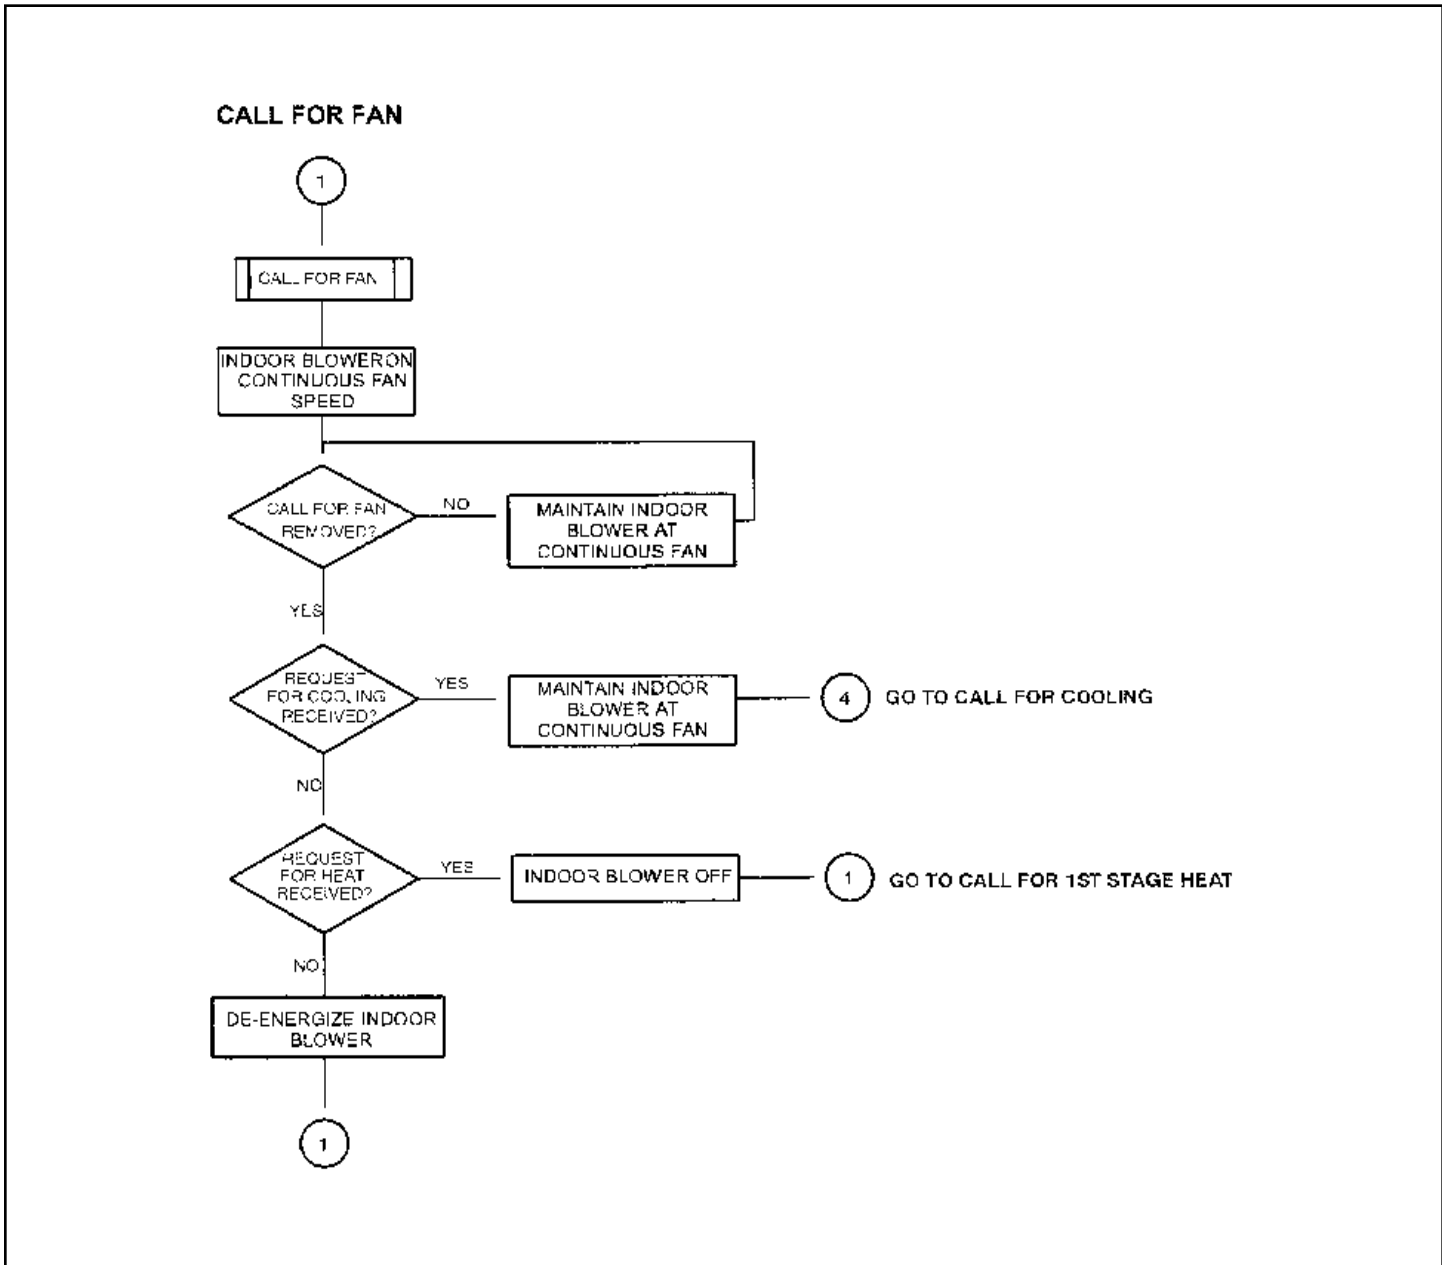 CALL FOR FAN
1
CALL FOR FAN
INDOOR BLOWER ON
CONTINUOUS FAN
SPEED
CALL FOR FAN
REMOVED?
NO
MAINTAIN INDOOR
BLOWER AT
CONTINUOUS FAN
YES
REQUEST
FOR COOLING
RECEIVED?
YES
MAINTAIN INDOOR
BLOWER AT
CONTINUOUS FAN
4
GO TO CALL FOR COOLING
NO
REQUEST
FOR HEAT
RECEIVED?
YES
INDOOR BLOWER OFF
1
GO TO CALL FOR 1ST STAGE HEAT
NO
DE-ENERGIZE INDOOR
BLOWER
1